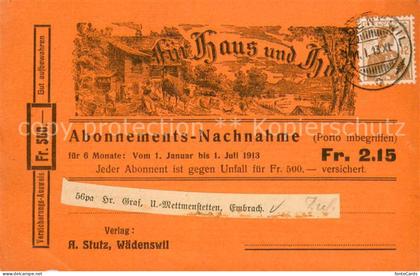 Für Haus und
Abonnements-Nachnahme (Porto inbegriffen)
für 6 Monate: Vom 1. Januar bis 1. Juli 1913 Fr. 2.15
Jeder Abonnent ist gegen Unfall für Fr. 500.— versichert.
56pa Hr. Graf, U.-Mettmenstetten, Embrach.
Verlag:
A. Stutz, Wädenswil
Gut aufbewahren
Fr. 500.—
Versicherungs-Ausweis